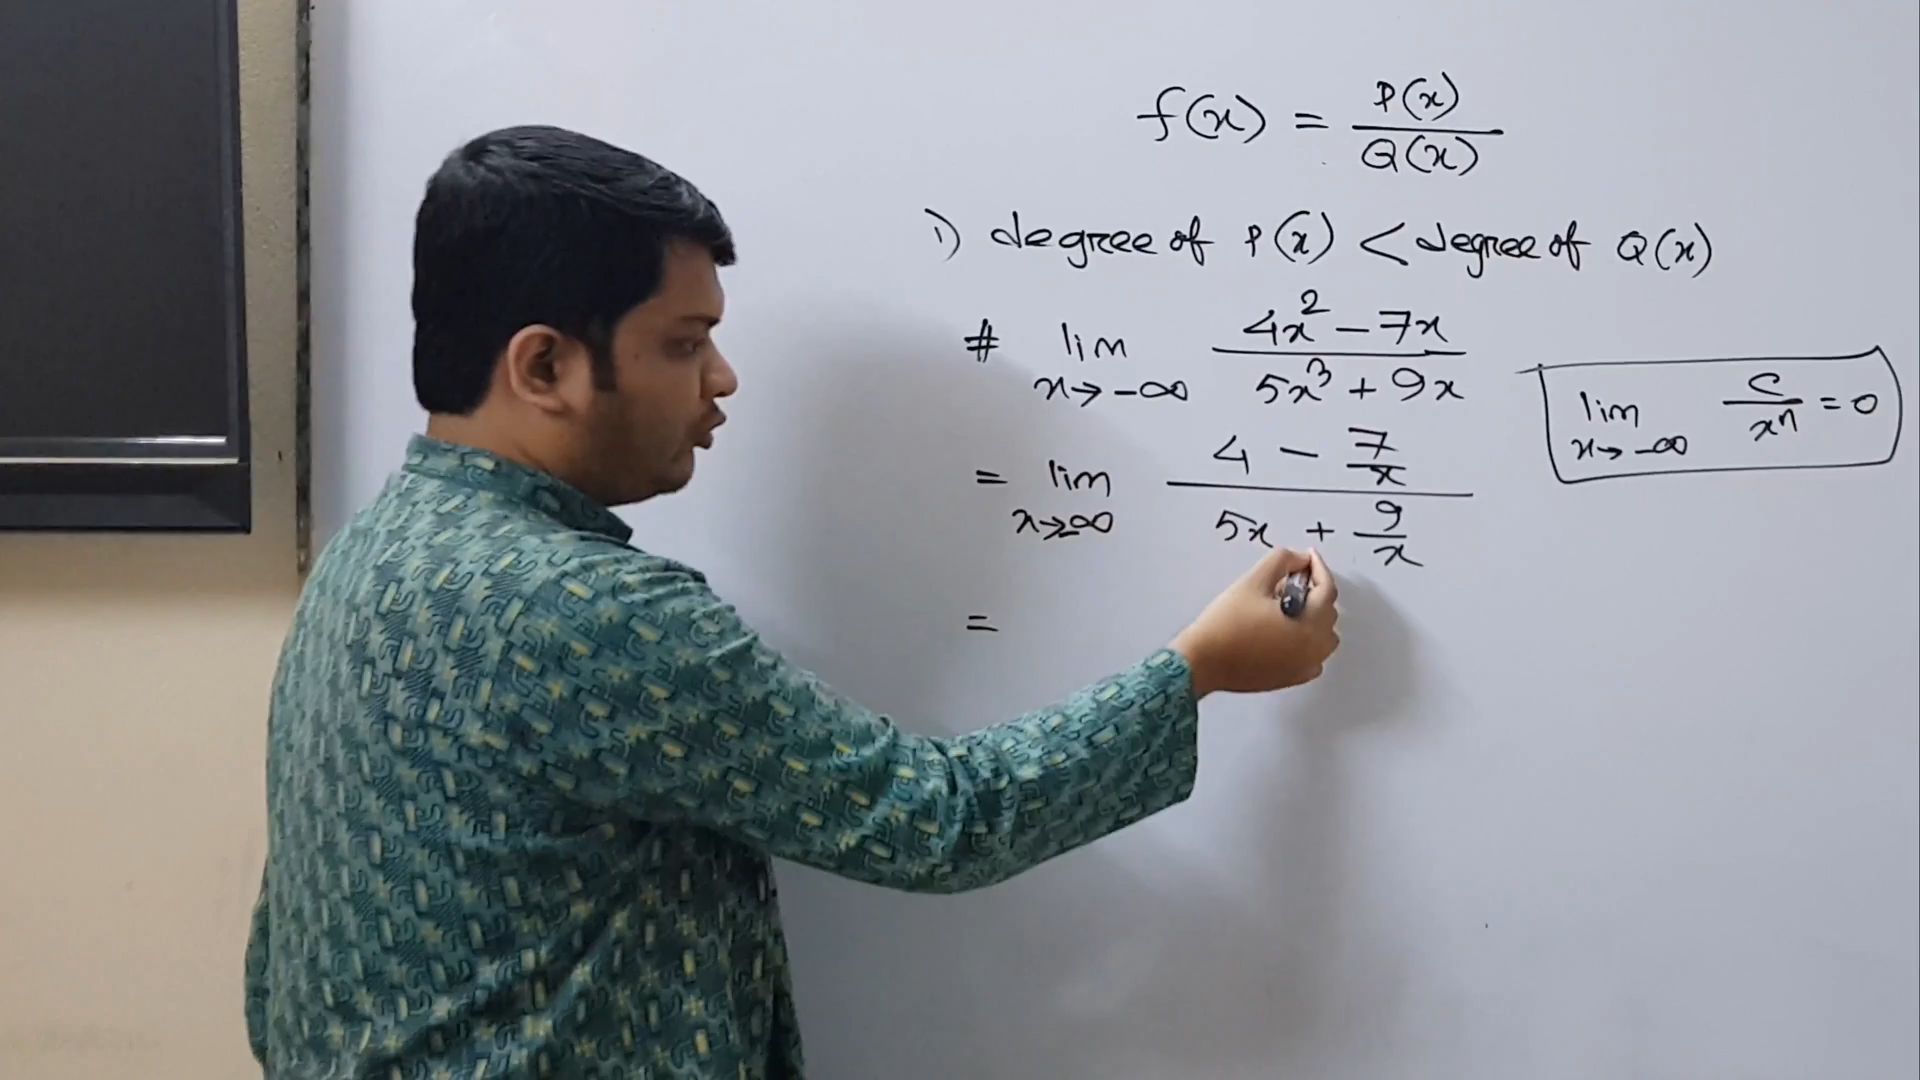 f(x) = P(x)/Q(x)
1) degree of P(x) < degree of Q(x)
# lim x→-∞ (4x² - 7x)/(5x³ + 9x)
lim x→-∞ c/xⁿ = 0
= lim x→-∞ (4 - 7/x)/(5x + 9/x)
=